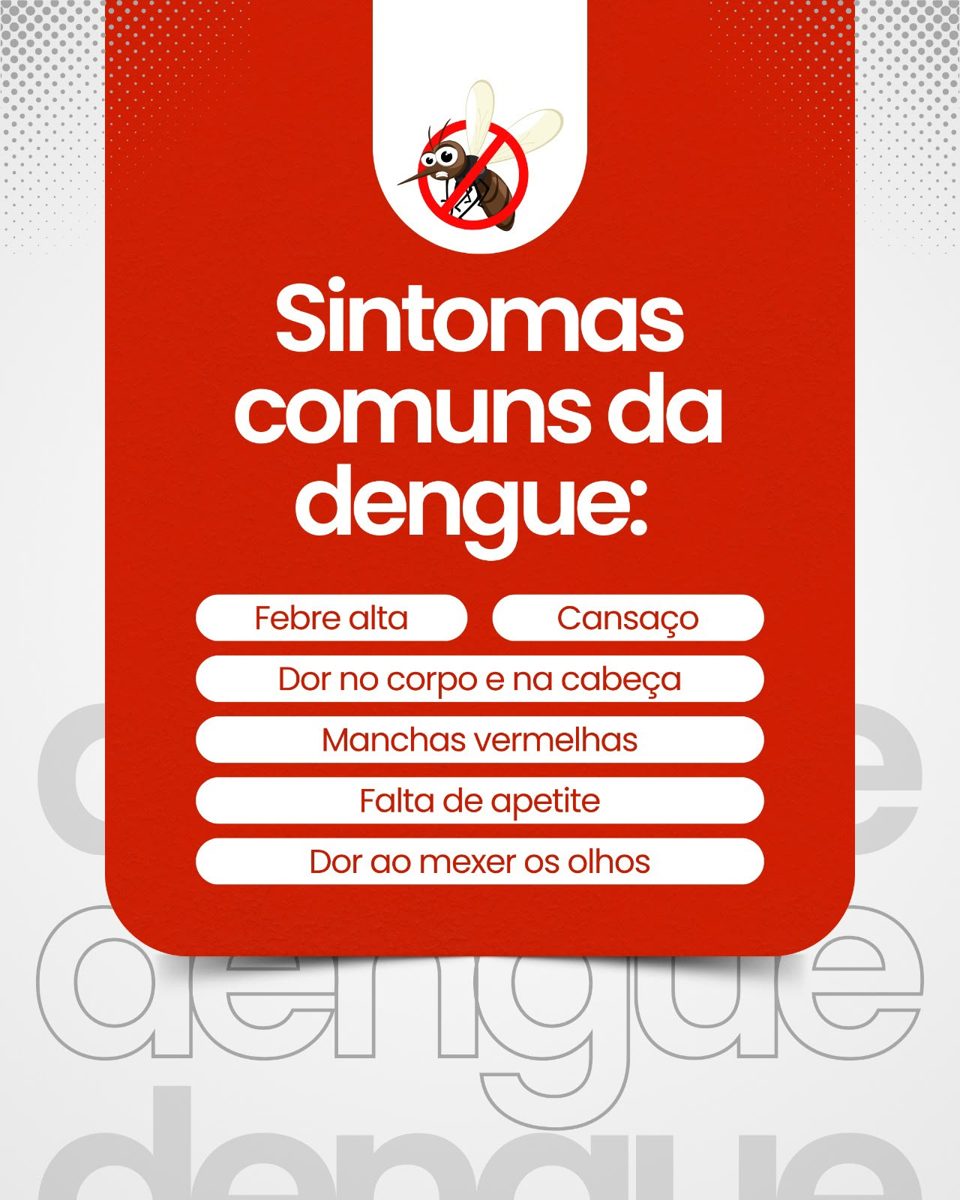 Sintomas
comuns da
dengue:
Febre alta
Cansaço
Dor no corpo e na cabeça
Manchas vermelhas
Falta de apetite
Dor ao mexer os olhos
dengue
dengue